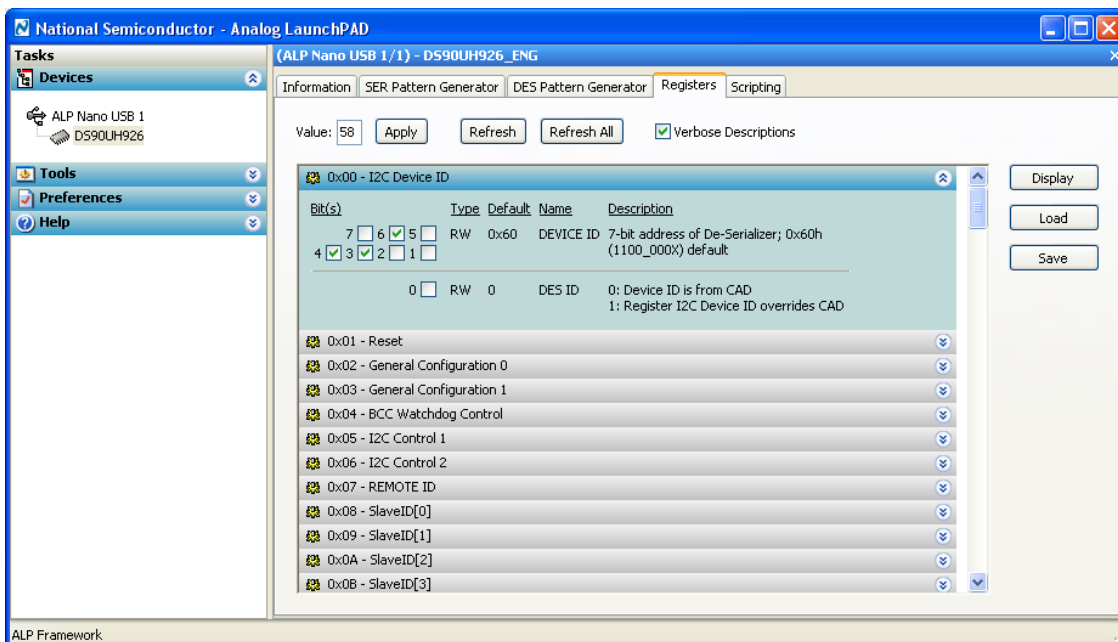 National Semiconductor - Analog LaunchPAD
Tasks
Devices
ALP Nano USB 1
DS90UH926
Tools
Preferences
Help
(ALP Nano USB 1/1) - DS90UH926_ENG
Information SER Pattern Generator DES Pattern Generator Registers Scripting
Value: 58 Apply Refresh Refresh All Verbose Descriptions
0x00 - I2C Device ID
Bit(s) Type Default Name Description
7 6 5 RW 0x60 DEVICE ID 7-bit address of De-Serializer; 0x60h
4 3 2 1 (1100_000X) default
0 RW 0 DES ID 0: Device ID is from CAD
1: Register I2C Device ID overrides CAD
0x01 - Reset
0x02 - General Configuration 0
0x03 - General Configuration 1
0x04 - BCC Watchdog Control
0x05 - I2C Control 1
0x06 - I2C Control 2
0x07 - REMOTE ID
0x08 - SlaveID[0]
0x09 - SlaveID[1]
0x0A - SlaveID[2]
0x0B - SlaveID[3]
Display
Load
Save
ALP Framework